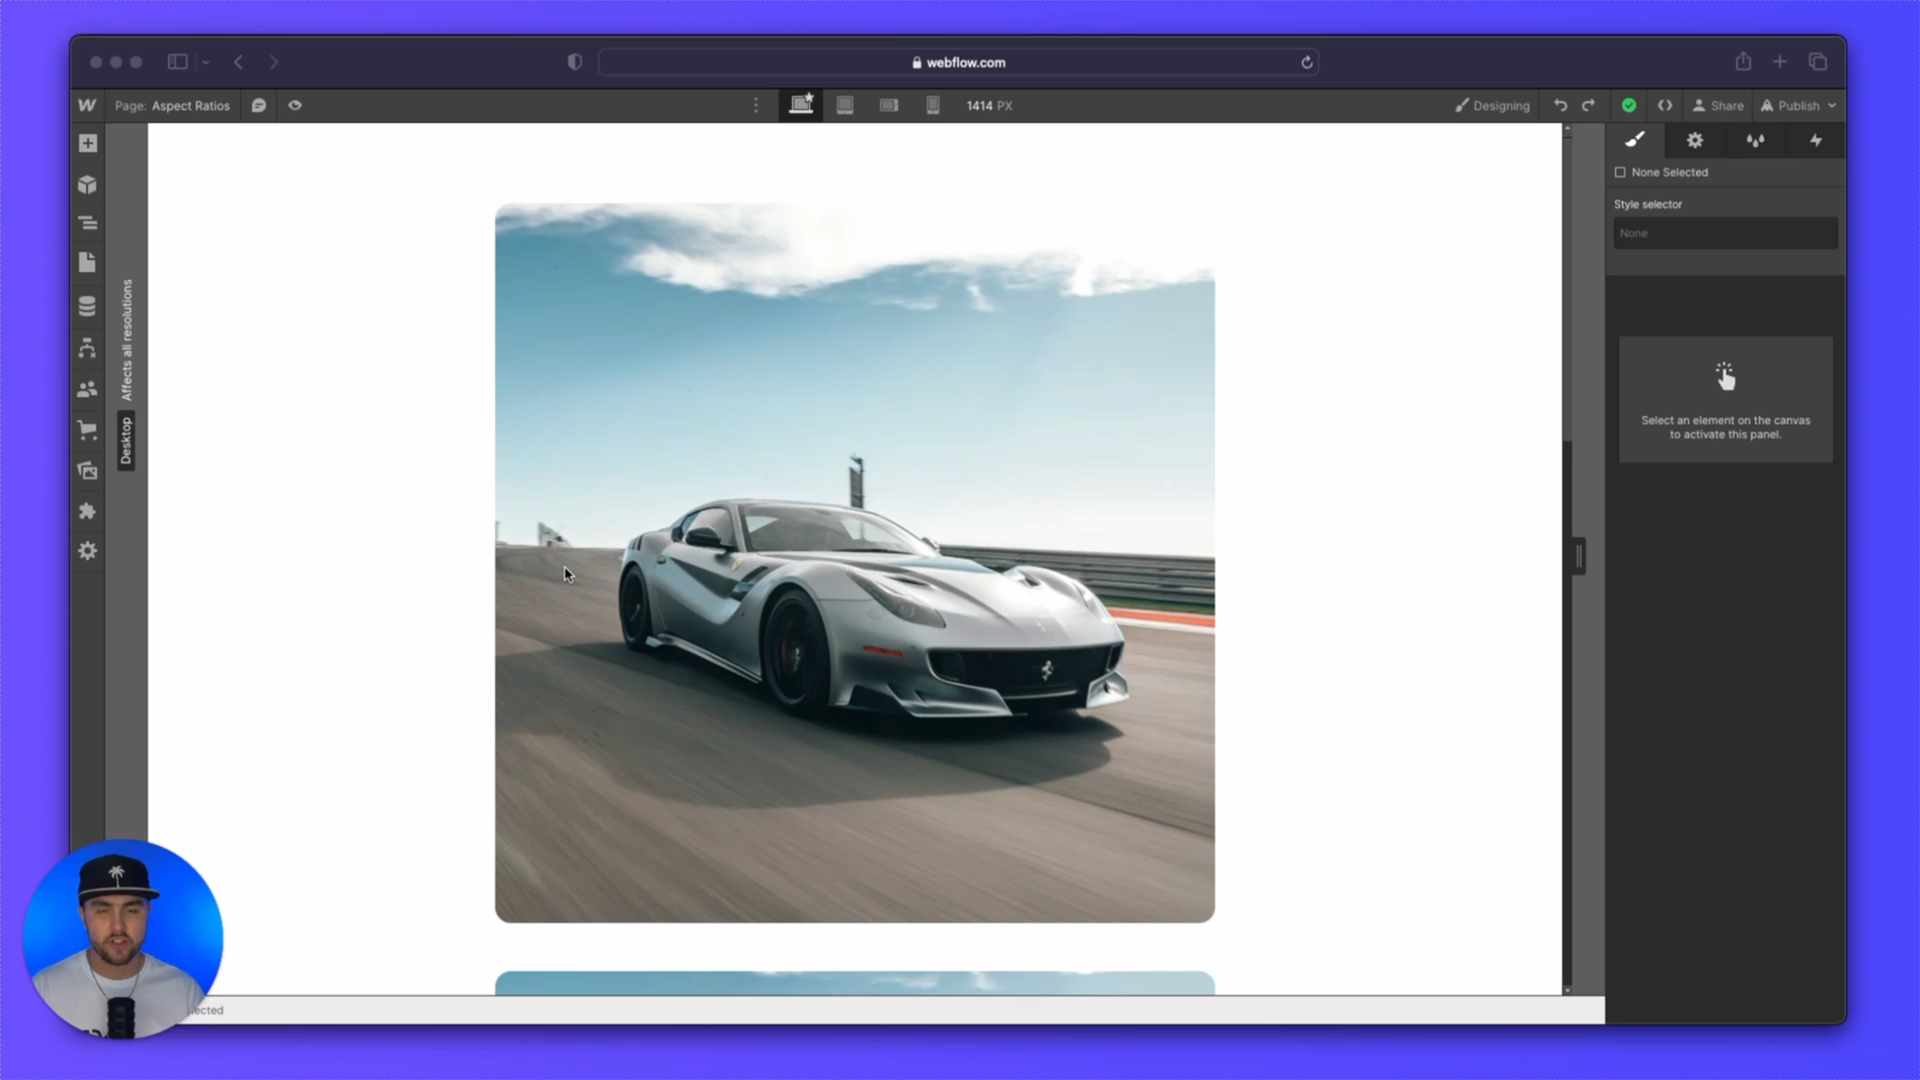 webflow.com
Page: Aspect Ratios
1414 PX
Designing
Share
Publish
None Selected
Style selector
None
Select an element on the canvas
to activate this panel.
Affects all resolutions
Desktop